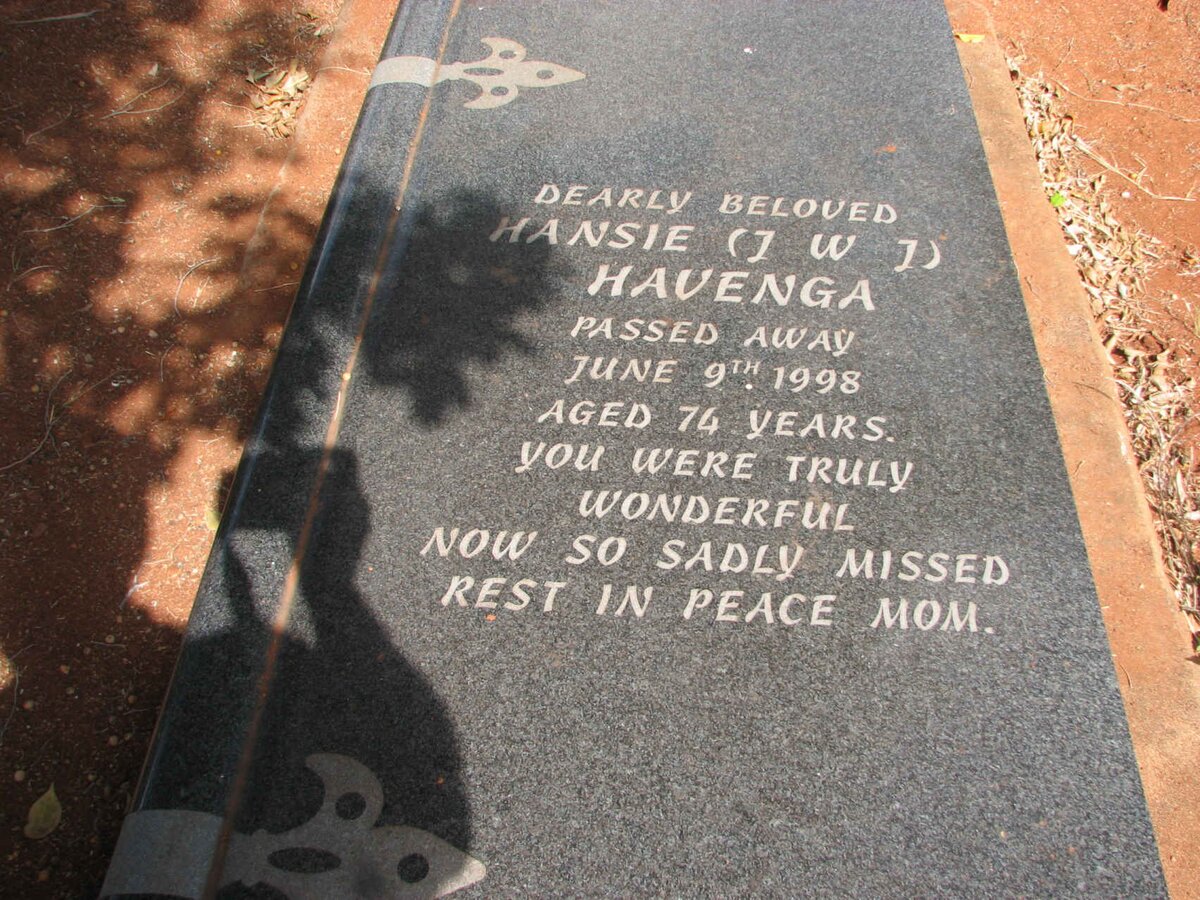 DEARLY BELOVED
HANSIE (J W J)
HAVENGA
PASSED AWAY
JUNE 9TH. 1998
AGED 74 YEARS.
YOU WERE TRULY
WONDERFUL
NOW SO SADLY MISSED
REST IN PEACE MOM.